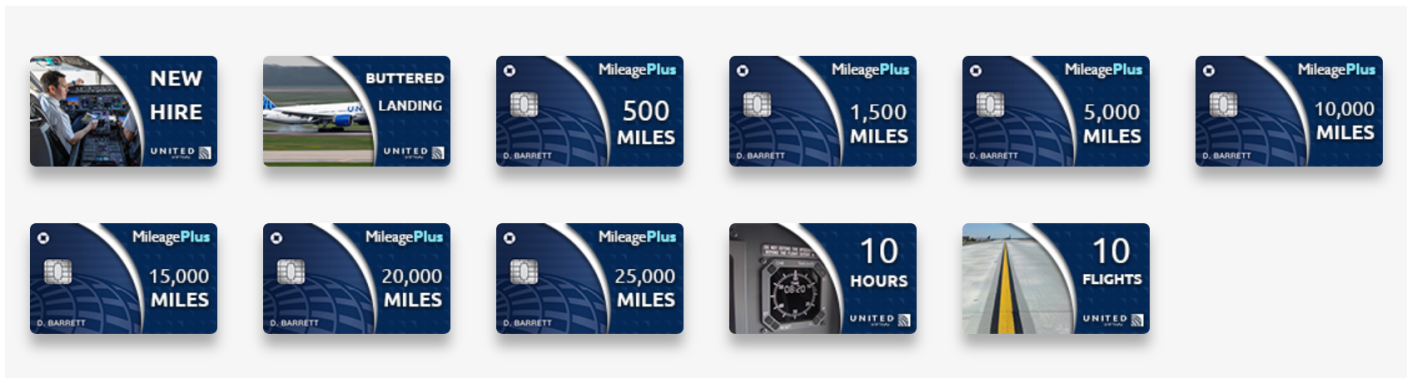 NEW
HIRE
UNITED
BUTTERED
LANDING
UNITED
MileagePlus
500
MILES
D. BARRETT
MileagePlus
1,500
MILES
D. BARRETT
MileagePlus
5,000
MILES
D. BARRETT
MileagePlus
10,000
MILES
D. BARRETT
MileagePlus
15,000
MILES
D. BARRETT
MileagePlus
20,000
MILES
D. BARRETT
MileagePlus
25,000
MILES
D. BARRETT
10
HOURS
08:20
UNITED
10
FLIGHTS
UNITED